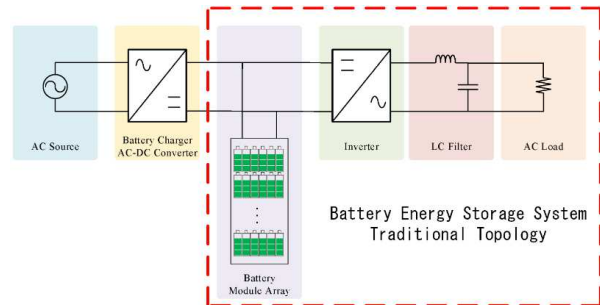 AC Source
Battery Charger
AC-DC Converter
Inverter
LC Filter
AC Load
Battery
Module Array
Battery Energy Storage System
Traditional Topology